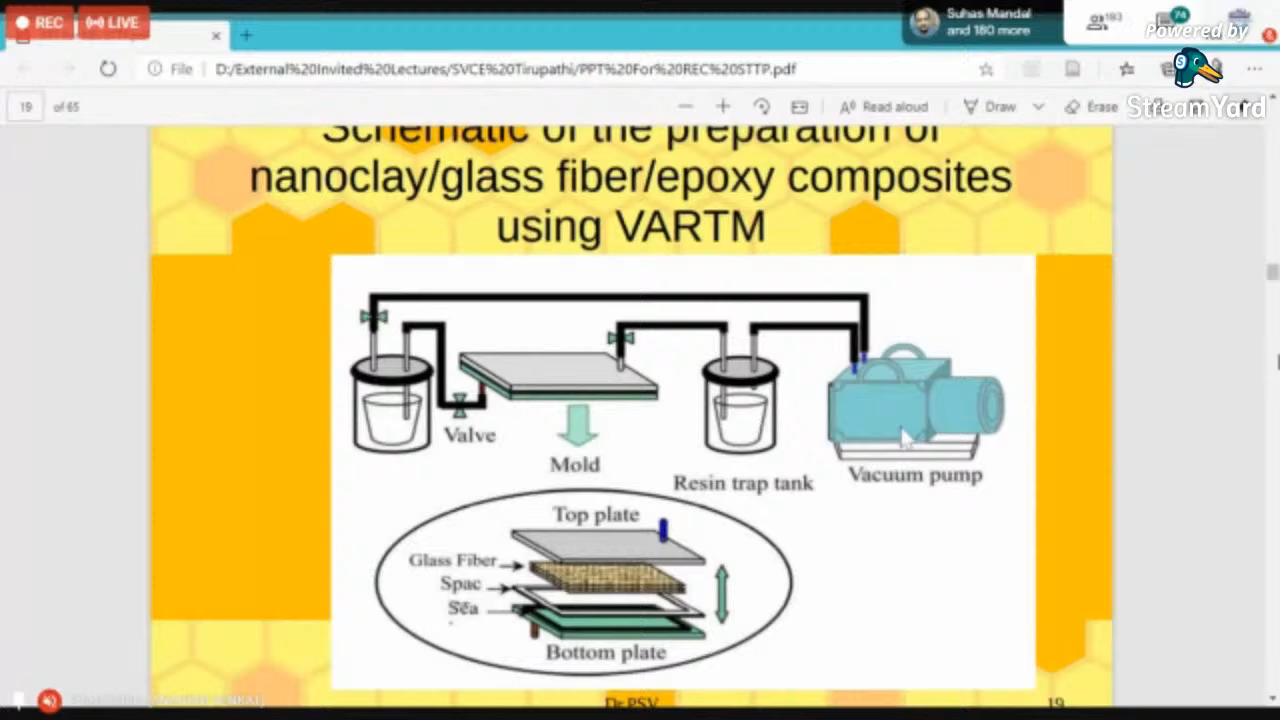 REC
LIVE
Suhas Mandal
and 180 more
193
74
Powered by
StreamYard
File
D:/External%20Invited%20Lectures/SVCE%20Tirupathi/PPT%20For%20REC%20STTP.pdf
19 of 65
Read aloud
Draw
Erase
Schematic of the preparation of
nanoclay/glass fiber/epoxy composites
using VARTM
Valve
Mold
Resin trap tank
Vacuum pump
Top plate
Glass Fiber
Spac
Bottom plate
Dr PSV
19